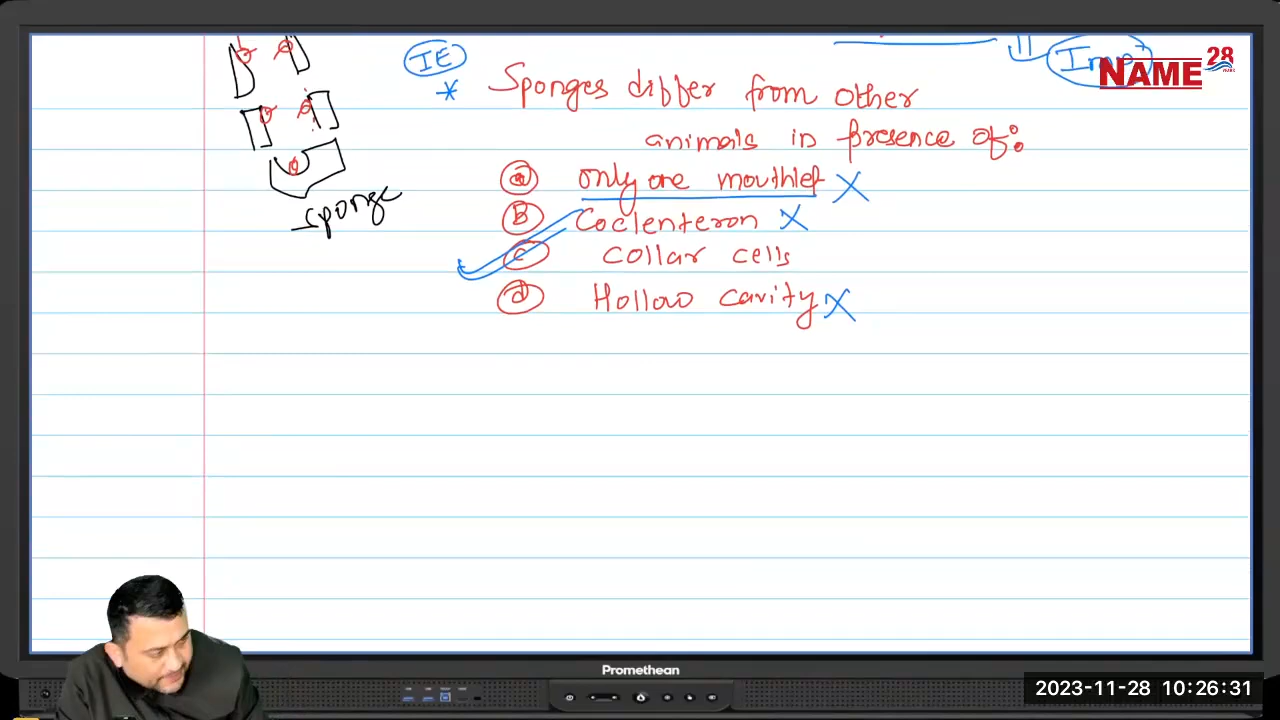 IE
Imp+
NAME 28
* Sponges differ from other
animals in presence of:
a only one mouthlet X
B Coelenteron X
c Collar cells
d Hollow cavity X
Sponge
Promethean
2023-11-28 10:26:31